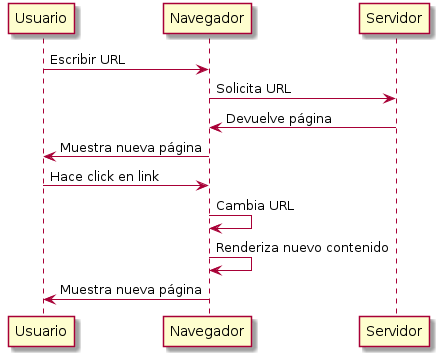 Usuario
Navegador
Servidor
Escribir URL
Solicita URL
Devuelve página
Muestra nueva página
Hace click en link
Cambia URL
Renderiza nuevo contenido
Muestra nueva página
Usuario
Navegador
Servidor